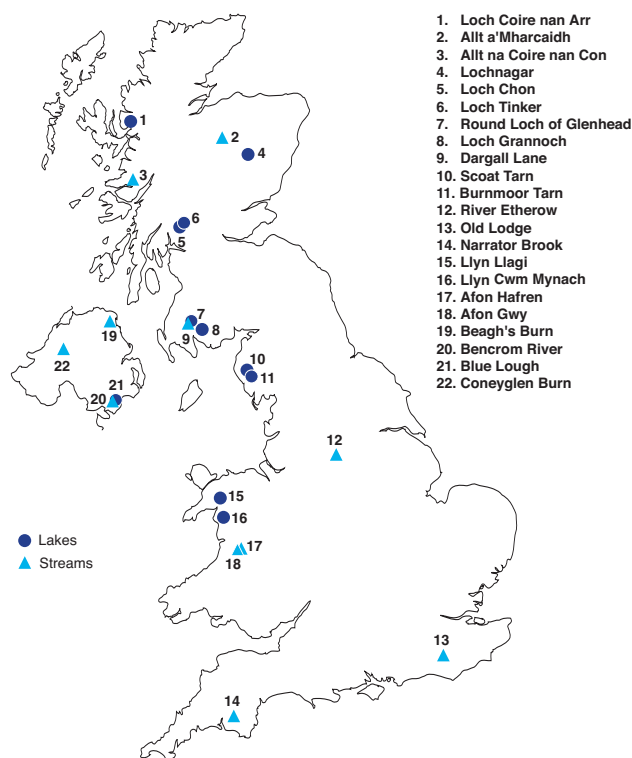 1. Loch Coire nan Arr
2. Allt a'Mharcaidh
3. Allt na Coire nan Con
4. Lochnagar
5. Loch Chon
6. Loch Tinker
7. Round Loch of Glenhead
8. Loch Grannoch
9. Dargall Lane
10. Scoat Tarn
11. Burnmoor Tarn
12. River Etherow
13. Old Lodge
14. Narrator Brook
15. Llyn Llagi
16. Llyn Cwm Mynach
17. Afon Hafren
18. Afon Gwy
19. Beagh's Burn
20. Bencrom River
21. Blue Lough
22. Coneyglen Burn
1
2
4
3
6
5
7
8
9
19
22
21
20
10
11
12
15
16
17
18
Lakes
Streams
13
14